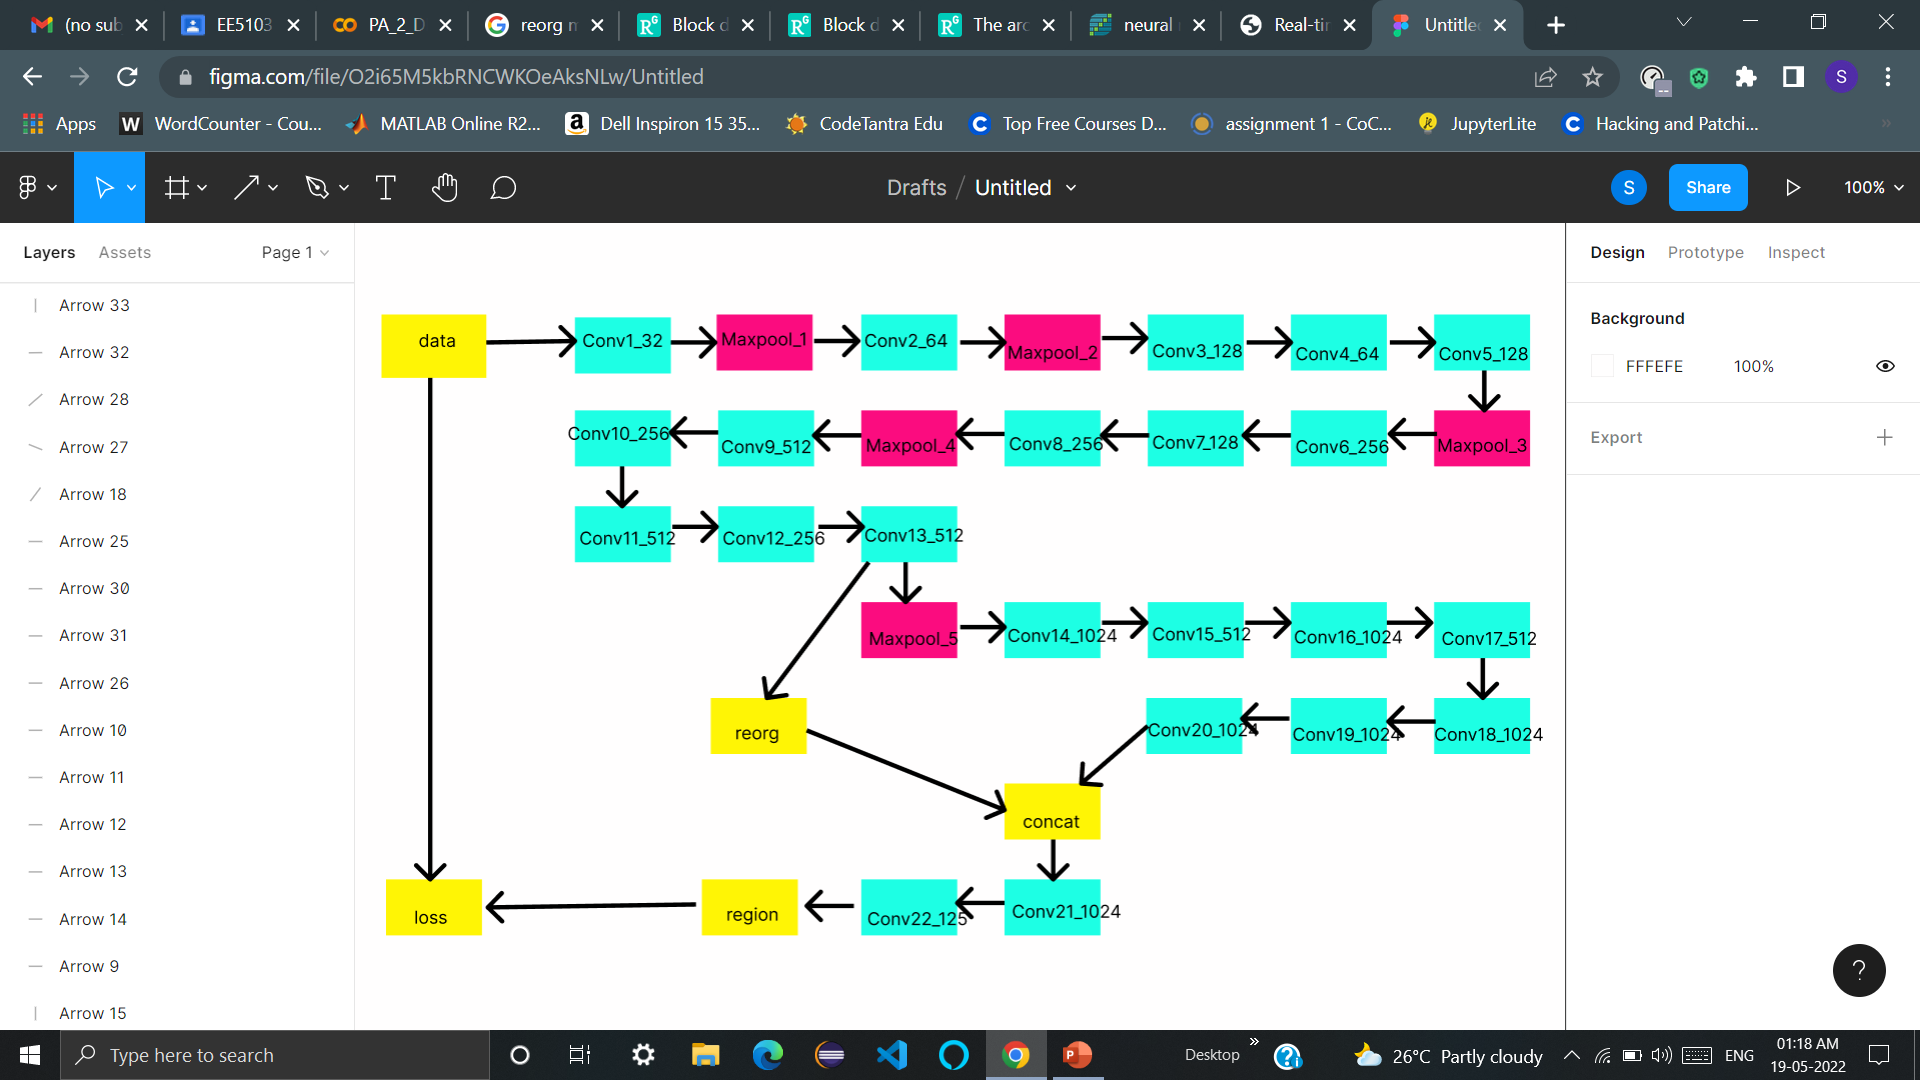 (no sub
EE5103
PA_2_D
reorg m
Block d
Block d
The arc
neural
Real-tin
Untitled
figma.com/file/O2i65M5kbRNCWKOeAksNLw/Untitled
S
Apps
WordCounter - Cou...
MATLAB Online R2...
Dell Inspiron 15 35...
CodeTantra Edu
Top Free Courses D...
assignment 1 - CoC...
JupyterLite
Hacking and Patchi...
Drafts / Untitled
S
Share
100%
Layers
Assets
Page 1
Arrow 33
Arrow 32
Arrow 28
Arrow 27
Arrow 18
Arrow 25
Arrow 30
Arrow 31
Arrow 26
Arrow 10
Arrow 11
Arrow 12
Arrow 13
Arrow 14
Arrow 9
Arrow 15
data
Conv1_32
Maxpool_1
Conv2_64
Maxpool_2
Conv3_128
Conv4_64
Conv5_128
Conv10_256
Conv9_512
Maxpool_4
Conv8_256
Conv7_128
Conv6_256
Maxpool_3
Conv11_512
Conv12_256
Conv13_512
Maxpool_5
Conv14_1024
Conv15_512
Conv16_1024
Conv17_512
reorg
Conv20_1024
Conv19_1024
Conv18_1024
concat
loss
region
Conv22_125
Conv21_1024
Design
Prototype
Inspect
Background
FFFEFE
100%
Export
?
Type here to search
Desktop
26°C Partly cloudy
ENG
01:18 AM
19-05-2022